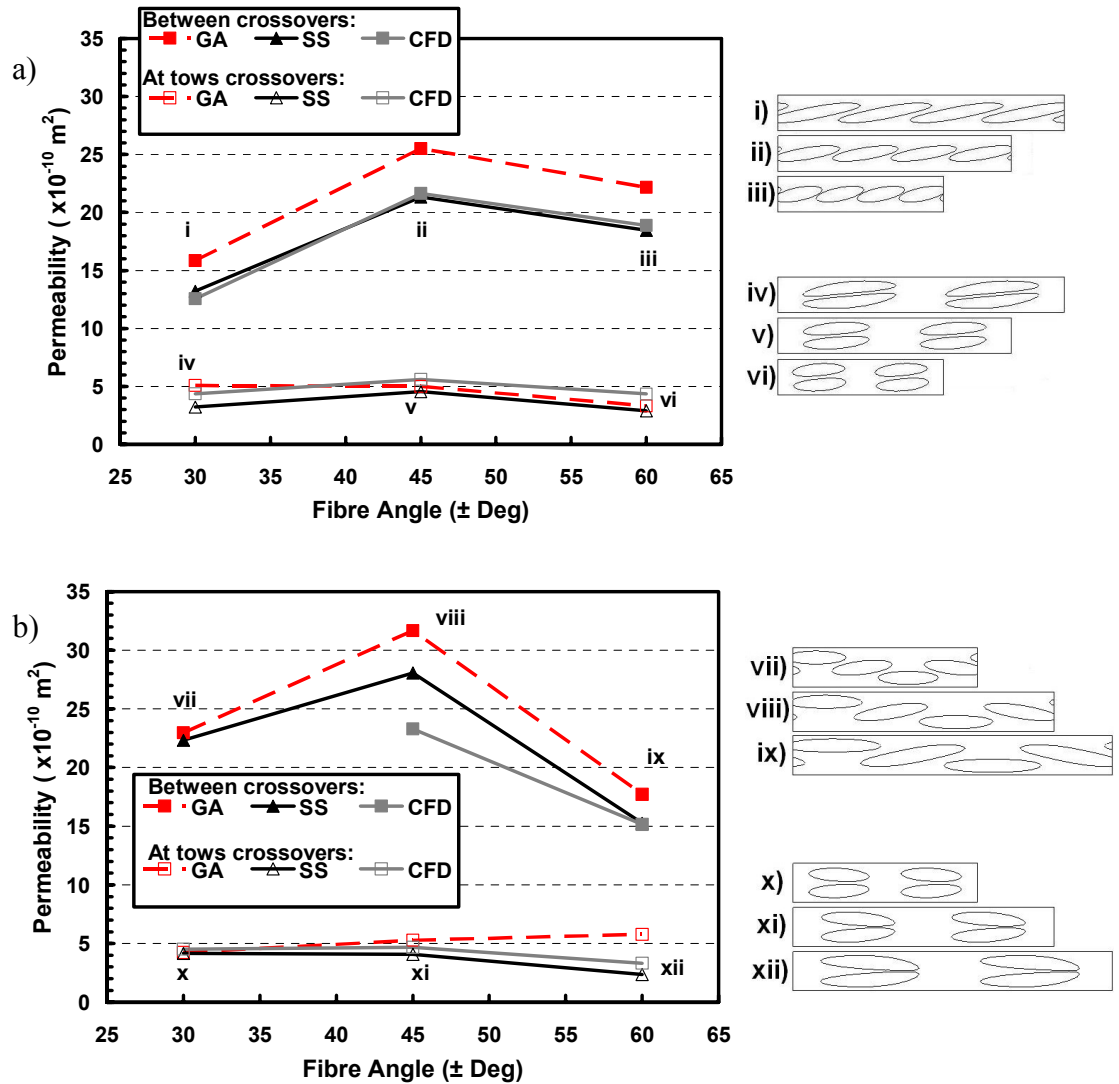 a)
Between crossovers:
GA SS CFD
At tows crossovers:
GA SS CFD
Permeability ( x10⁻¹⁰ m²)
35
30
25
20
15
10
5
0
i
ii
iii
iv
v
vi
25 30 35 40 45 50 55 60 65
Fibre Angle (± Deg)
i)
ii)
iii)
iv)
v)
vi)
b)
Permeability ( x10⁻¹⁰ m²)
35
30
25
20
15
10
5
0
vii
viii
ix
Between crossovers:
GA SS CFD
At tows crossovers:
GA SS CFD
x
xi
xii
25 30 35 40 45 50 55 60 65
Fibre Angle (± Deg)
vii)
viii)
ix)
x)
xi)
xii)